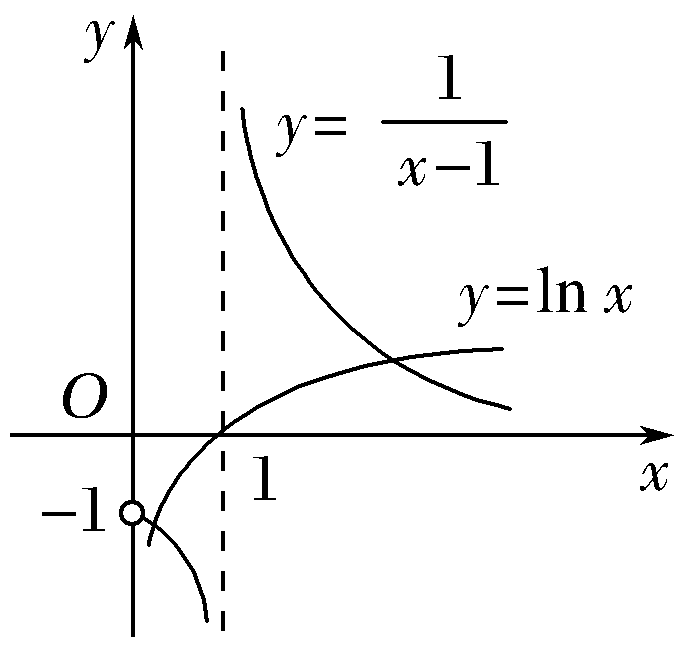 y
y = 1/(x−1)
y=ln x
O
1
x
−1